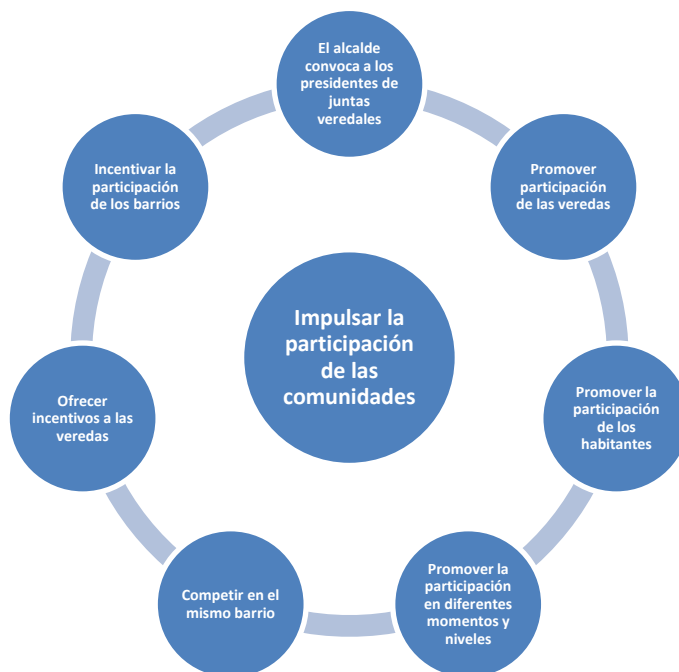 El alcalde
convoca a los
presidentes de
juntas
veredales
Promover
participación
de las veredas
Promover la
participación
de los
habitantes
Promover la
participación
en diferentes
momentos y
niveles
Competir en el
mismo barrio
Ofrecer
incentivos a las
veredas
Incentivar la
participación
de los barrios
Impulsar la
participación
de las
comunidades